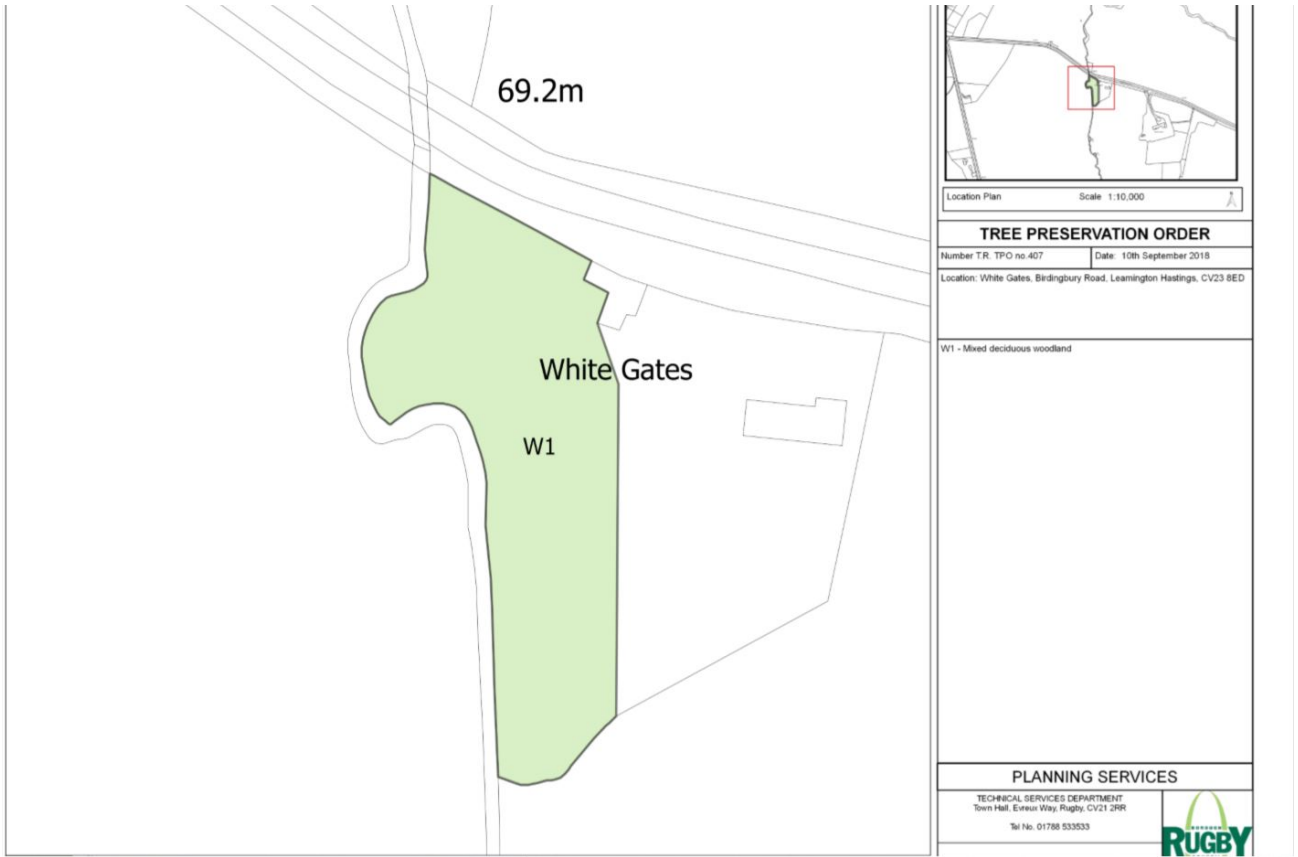 69.2m
White Gates
W1
Location Plan Scale 1:10,000
TREE PRESERVATION ORDER
Number T.R. TPO no.407 Date: 10th September 2018
Location: White Gates, Birdingbury Road, Leamington Hastings, CV23 8ED
W1 - Mixed deciduous woodland
PLANNING SERVICES
TECHNICAL SERVICES DEPARTMENT
Town Hall, Evreux Way, Rugby, CV21 2RR
Tel No. 01788 533533
BOROUGH
RUGBY